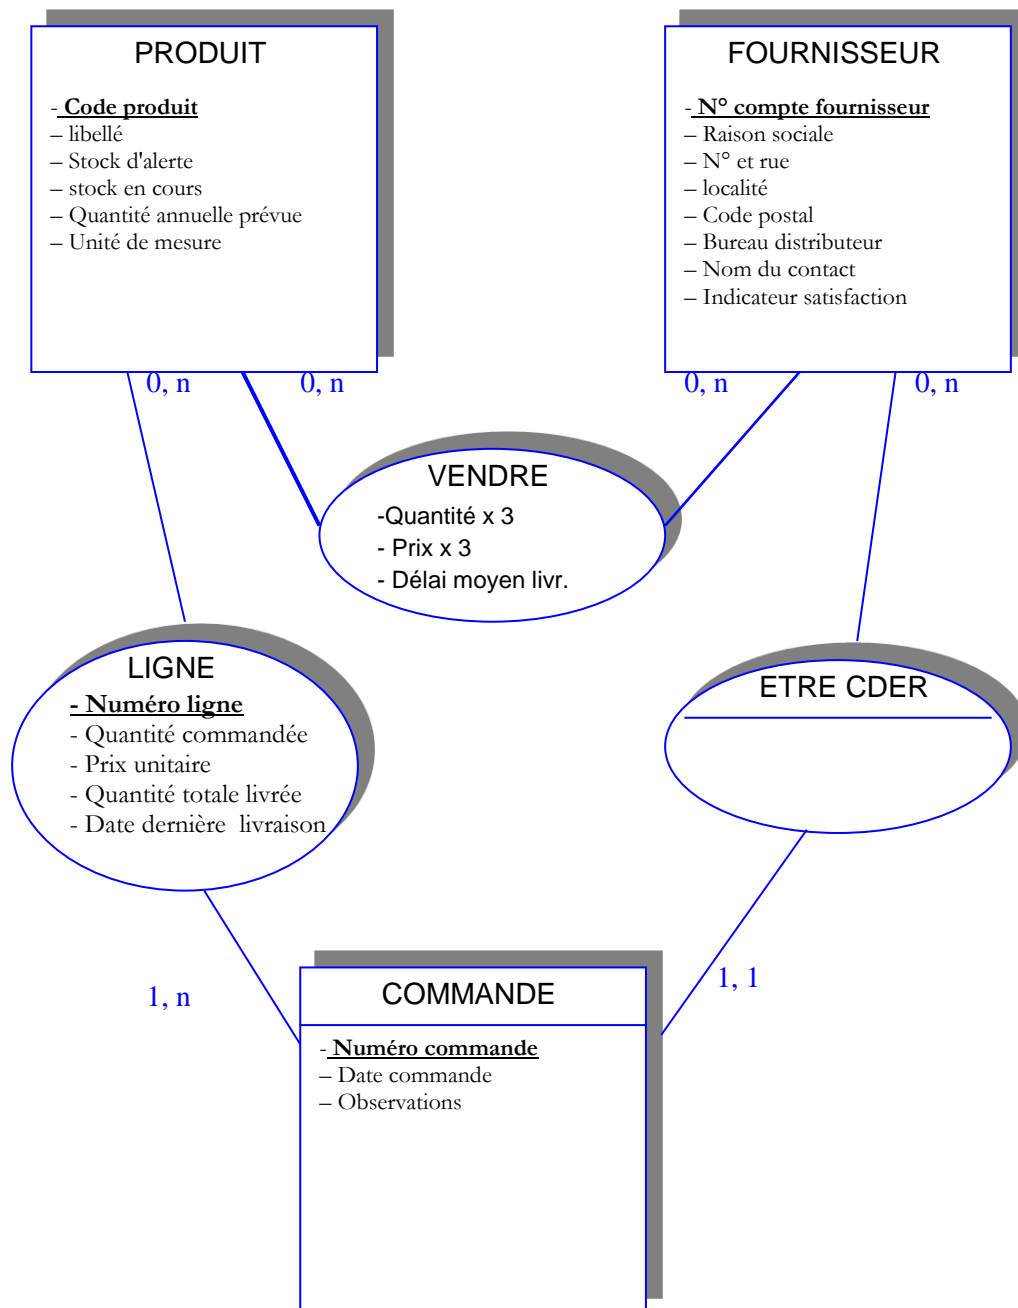 PRODUIT
- Code produit
– libellé
– Stock d'alerte
– stock en cours
– Quantité annuelle prévue
– Unité de mesure
FOURNISSEUR
- N° compte fournisseur
– Raison sociale
– N° et rue
– localité
– Code postal
– Bureau distributeur
– Nom du contact
– Indicateur satisfaction
0, n
0, n
0, n
0, n
VENDRE
-Quantité x 3
- Prix x 3
- Délai moyen livr.
LIGNE
- Numéro ligne
- Quantité commandée
- Prix unitaire
- Quantité totale livrée
- Date dernière livraison
ETRE CDER
1, n
1, 1
COMMANDE
- Numéro commande
– Date commande
– Observations